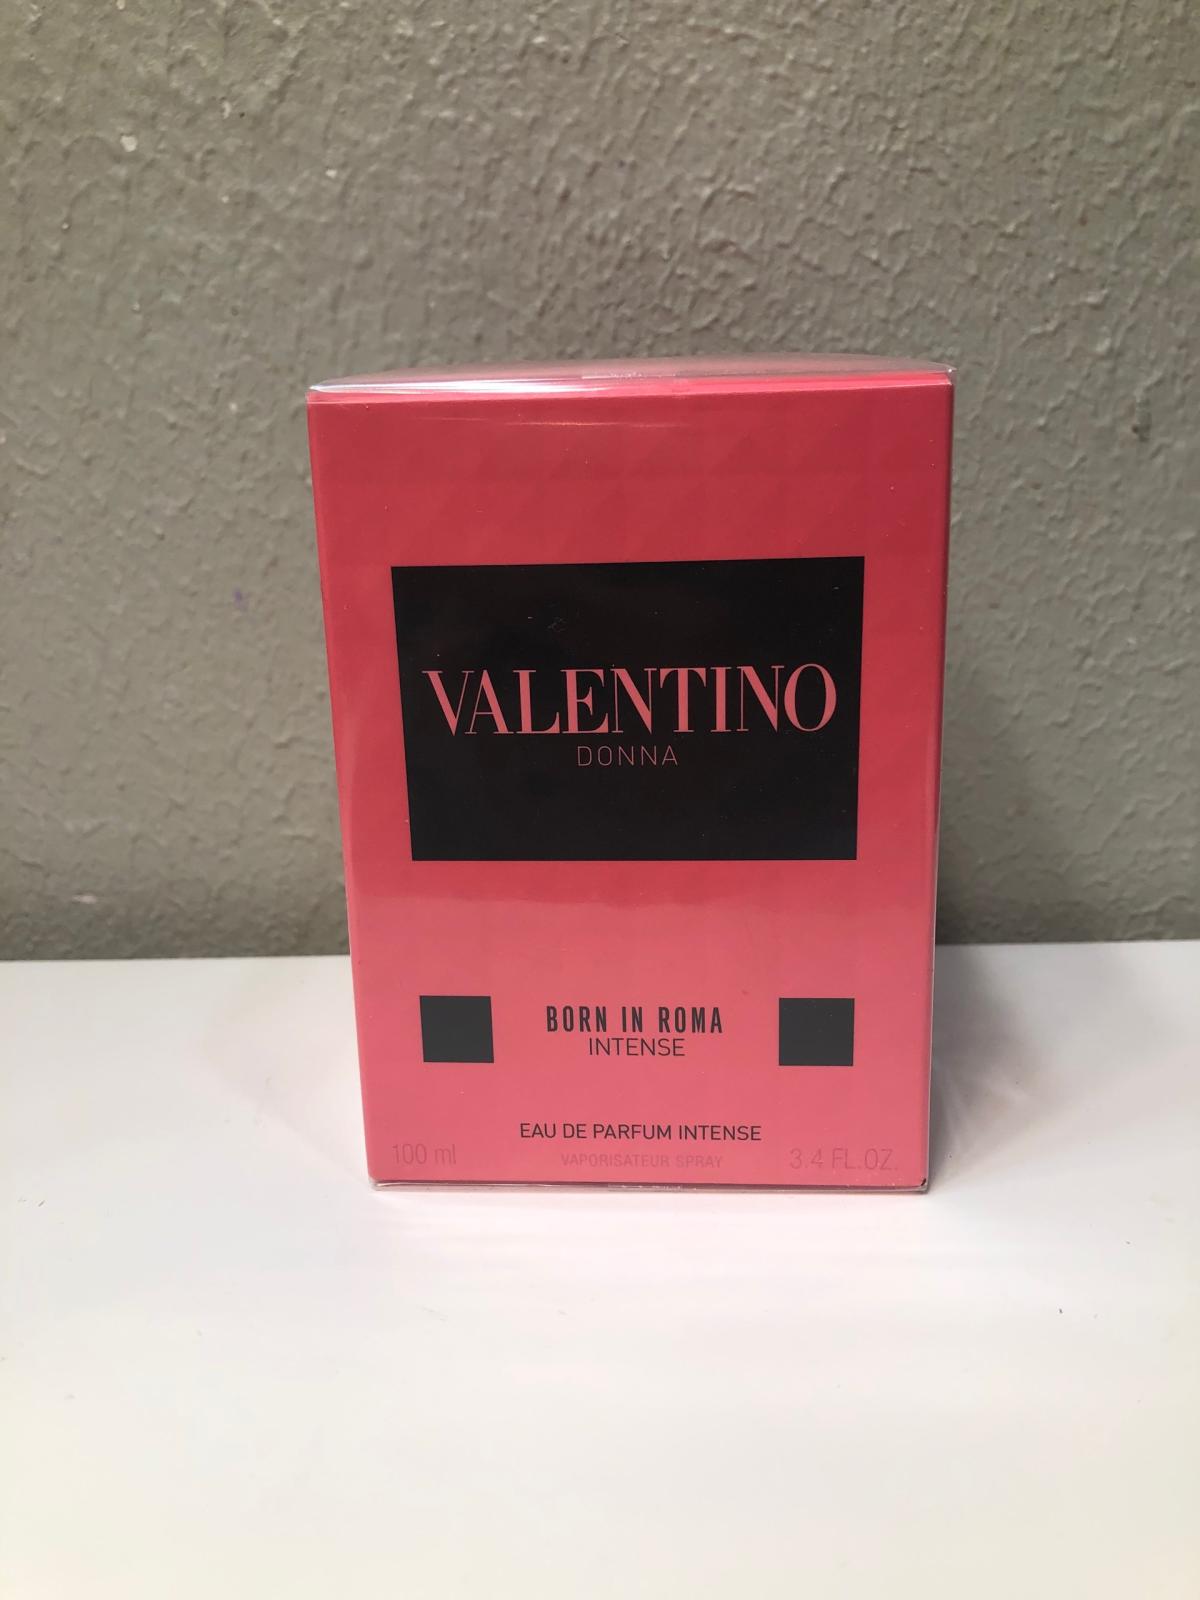 VALENTINO
DONNA
BORN IN ROMA
INTENSE
EAU DE PARFUM INTENSE
100 ml VAPORISATEUR SPRAY 3.4 FL.OZ.